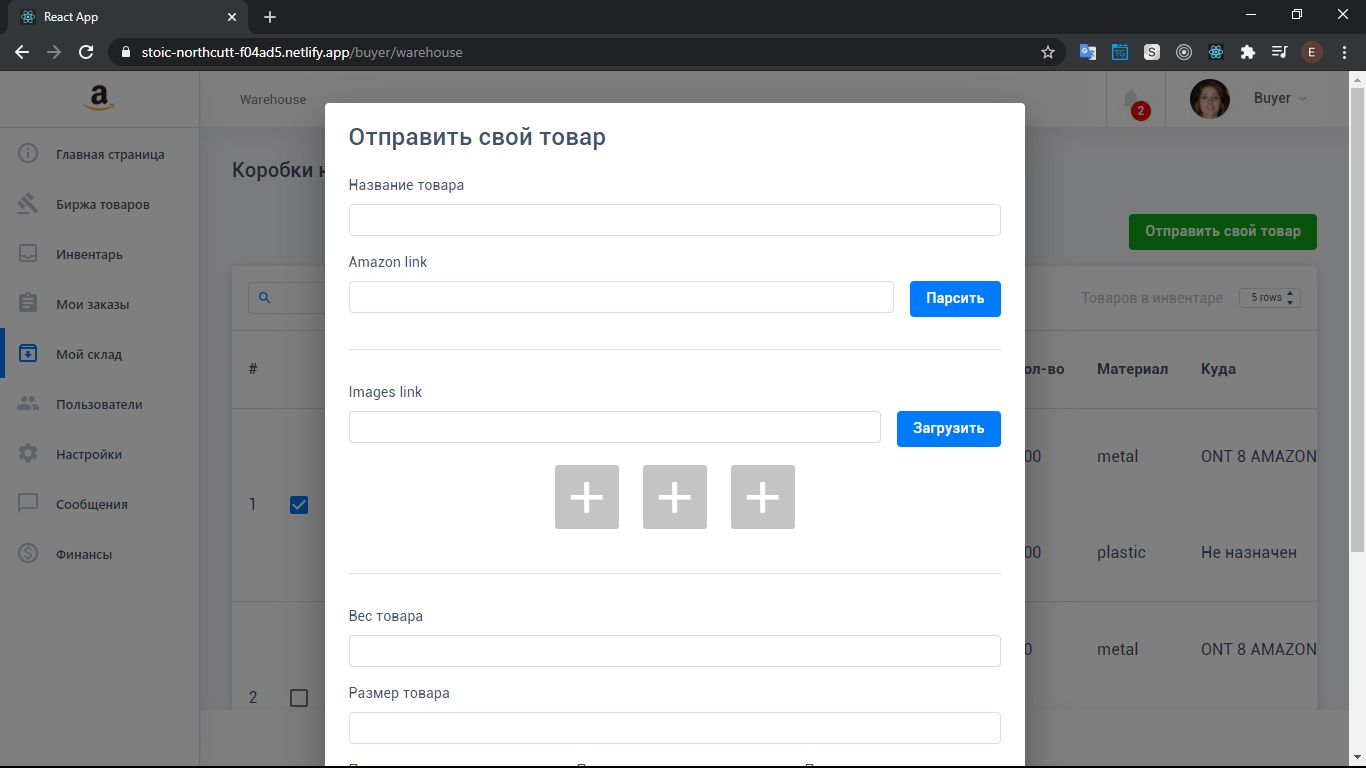 React App
stoic-northcutt-f04ad5.netlify.app/buyer/warehouse
TG
S
E
a
Warehouse
2
Buyer
Главная страница
Биржа товаров
Инвентарь
Мои заказы
Мой склад
Пользователи
Настройки
Сообщения
Финансы
Коробки
Отправить свой товар
Товаров в инвентаре
5 rows
#
ол-во
Материал
Куда
1
00
metal
ONT 8 AMAZON
00
plastic
Не назначен
2
0
metal
ONT 8 AMAZON
Отправить свой товар
Название товара
Amazon link
Парсить
Images link
Загрузить
Вес товара
Размер товара